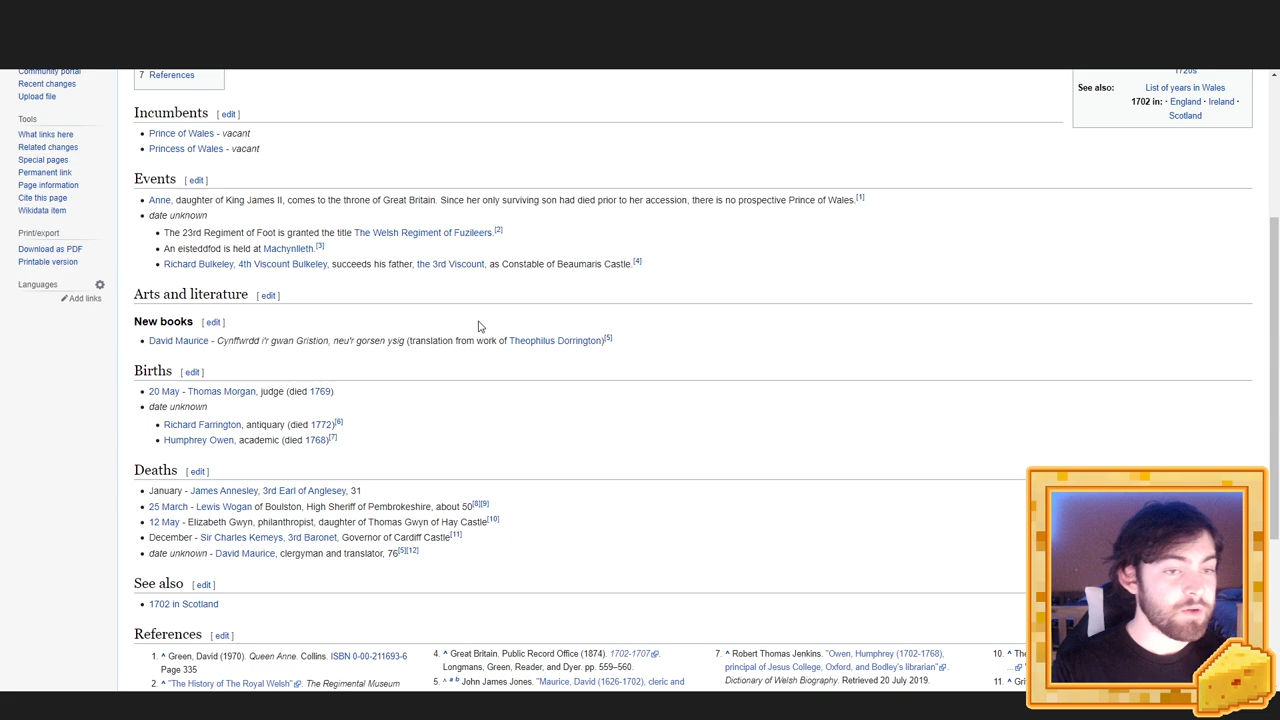 Community portal
Recent changes
Upload file
Tools
What links here
Related changes
Special pages
Permanent link
Page information
Cite this page
Wikidata item
Print/export
Download as PDF
Printable version
Languages
Add links
7 References
1720s
See also: List of years in Wales
1702 in: · England · Ireland ·
Scotland
Incumbents [ edit ]
• Prince of Wales - vacant
• Princess of Wales - vacant
Events [ edit ]
• Anne, daughter of King James II, comes to the throne of Great Britain. Since her only surviving son had died prior to her accession, there is no prospective Prince of Wales.[1]
• date unknown
• The 23rd Regiment of Foot is granted the title The Welsh Regiment of Fuzileers.[2]
• An eisteddfod is held at Machynlleth.[3]
• Richard Bulkeley, 4th Viscount Bulkeley, succeeds his father, the 3rd Viscount, as Constable of Beaumaris Castle.[4]
Arts and literature [ edit ]
New books [ edit ]
• David Maurice - Cynffwrdd i'r gwan Gristion, neu'r gorsen ysig (translation from work of Theophilus Dorrington)[5]
Births [ edit ]
• 20 May - Thomas Morgan, judge (died 1769)
• date unknown
• Richard Farrington, antiquary (died 1772)[6]
• Humphrey Owen, academic (died 1768)[7]
Deaths [ edit ]
• January - James Annesley, 3rd Earl of Anglesey, 31
• 25 March - Lewis Wogan of Boulston, High Sheriff of Pembrokeshire, about 50[8][9]
• 12 May - Elizabeth Gwyn, philanthropist, daughter of Thomas Gwyn of Hay Castle[10]
• December - Sir Charles Kemeys, 3rd Baronet, Governor of Cardiff Castle[11]
• date unknown - David Maurice, clergyman and translator, 76[5][12]
See also [ edit ]
• 1702 in Scotland
References [ edit ]
1. ^ Green, David (1970). Queen Anne. Collins. ISBN 0-00-211693-6
Page 335
2. ^ "The History of The Royal Welsh". The Regimental Museum
4. ^ Great Britain. Public Record Office (1874). 1702-1707.
Longmans, Green, Reader, and Dyer. pp. 559–560.
5. ^ a b John James Jones. "Maurice, David (1626-1702), cleric and
7. ^ Robert Thomas Jenkins. "Owen, Humphrey (1702-1768),
principal of Jesus College, Oxford, and Bodley's librarian".
Dictionary of Welsh Biography. Retrieved 20 July 2019.
10. ^ The
...
11. ^ Gri